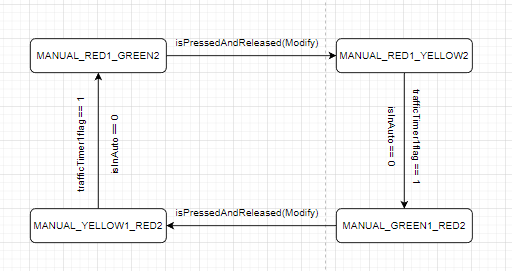 isPressedAndReleased(Modify)
MANUAL_RED1_GREEN2
MANUAL_RED1_YELLOW2
trafficTimer1flag == 1
isInAuto == 0
trafficTimer1flag == 1
isInAuto == 0
isPressedAndReleased(Modify)
MANUAL_YELLOW1_RED2
MANUAL_GREEN1_RED2